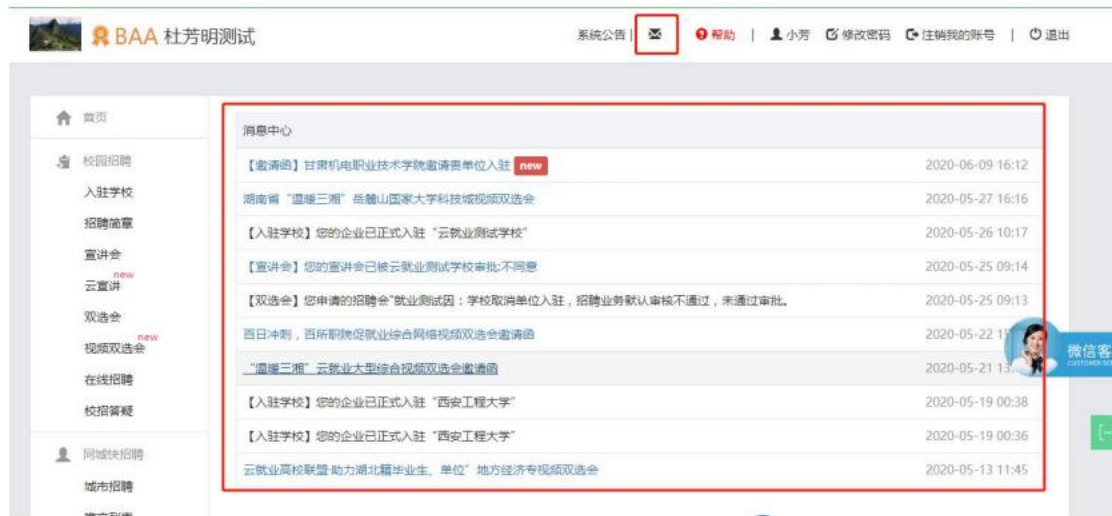 BAA 杜芳明测试
系统公告 | 帮助 | 小芳 修改密码 注销我的账号 | 退出
首页
校园招聘
入驻学校
招聘简章
宣讲会
云宣讲 new
双选会
视频双选会 new
在线招聘
校招答疑
同城快招聘
城市招聘
消息中心
【邀请函】甘肃机电职业技术学院邀请贵单位入驻 new 2020-06-09 16:12
湖南省“温暖三湘”岳麓山国家大学科技城视频双选会 2020-05-27 16:16
【入驻学校】您的企业已正式入驻“云就业测试学校” 2020-05-26 10:17
【宣讲会】您的宣讲会已被云就业测试学校审批:不同意 2020-05-25 09:14
【双选会】您申请的招聘会“就业测试因：学校取消单位入驻，招聘业务默认审核不通过，未通过审批。 2020-05-25 09:13
百日冲刺，百所职院促就业综合网络视频双选会邀请函 2020-05-22
“温暖三湘”云就业大型综合视频双选会邀请函 2020-05-21
【入驻学校】您的企业已正式入驻“西安工程大学” 2020-05-19 00:38
【入驻学校】您的企业已正式入驻“西安工程大学” 2020-05-19 00:36
云就业高校联盟·助力湖北籍毕业生、单位”地方经济专视频双选会 2020-05-13 11:45
微信客